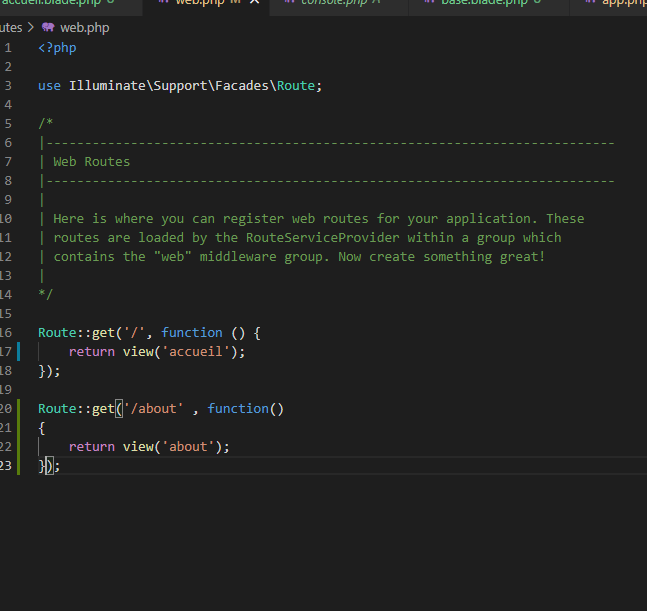 accueil.blade.php U web.php M console.php A base.blade.php U app.php
utes > web.php
1 <?php
2
3 use Illuminate\Support\Facades\Route;
4
5 /*
6 |--------------------------------------------------------------------------
7 | Web Routes
8 |--------------------------------------------------------------------------
9 |
10 | Here is where you can register web routes for your application. These
11 | routes are loaded by the RouteServiceProvider within a group which
12 | contains the "web" middleware group. Now create something great!
13 |
14 */
15
16 Route::get('/', function () {
17     return view('accueil');
18 });
19
20 Route::get('/about' , function()
21 {
22     return view('about');
23 });